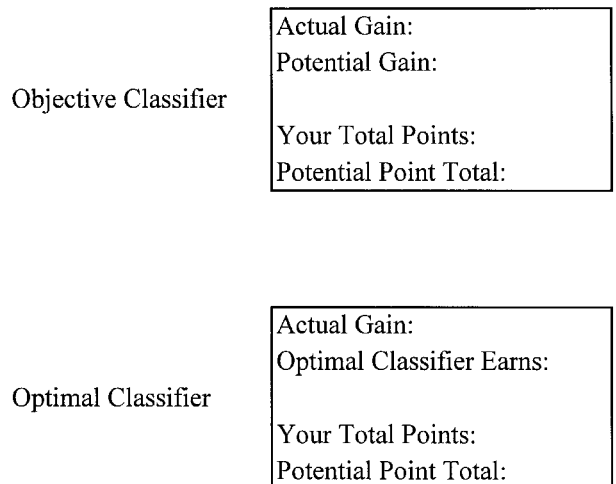 Actual Gain:
Potential Gain:
Objective Classifier
Your Total Points:
Potential Point Total:
Actual Gain:
Optimal Classifier Earns:
Optimal Classifier
Your Total Points:
Potential Point Total: